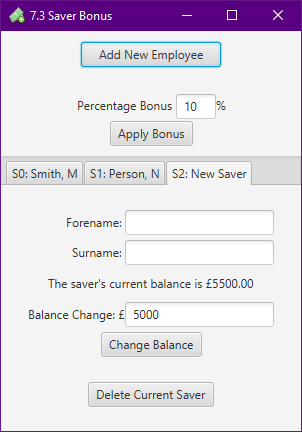 7.3 Saver Bonus
Add New Employee
Percentage Bonus 10 %
Apply Bonus
S0: Smith, M S1: Person, N S2: New Saver
Forename:
Surname:
The saver's current balance is £5500.00
Balance Change: £ 5000
Change Balance
Delete Current Saver